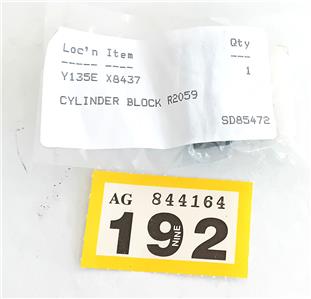 Loc'n Item Qty
----- ---- ---
Y135E X8437 1
CYLINDER BLOCK R2059
SD85472
AG 844164
192
NINE